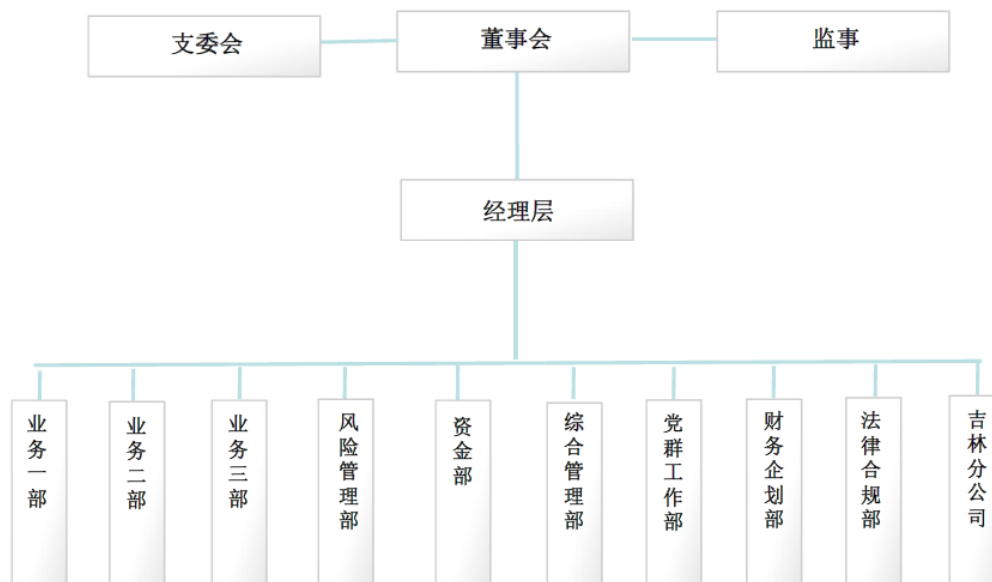 支委会
董事会
监事
经理层
业务一部
业务二部
业务三部
风险管理部
资金部
综合管理部
党群工作部
财务企划部
法律合规部
吉林分公司